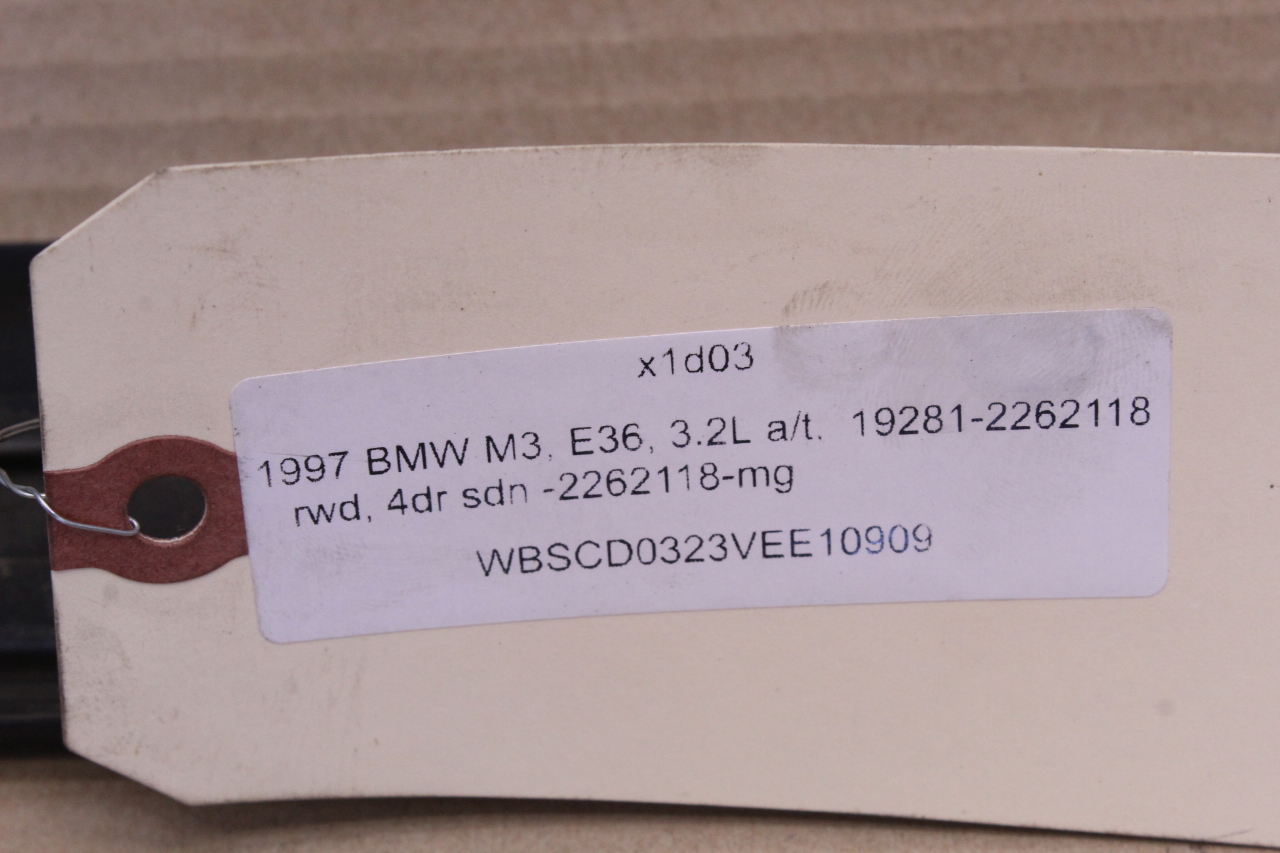 x1d03
1997 BMW M3, E36, 3.2L a/t. 19281-2262118
rwd, 4dr sdn -2262118-mg
WBSCD0323VEE10909